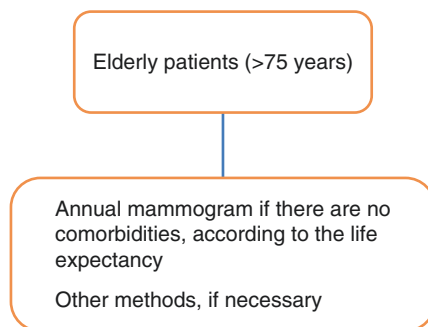 Elderly patients (>75 years)
Annual mammogram if there are no
comorbidities, according to the life
expectancy
Other methods, if necessary